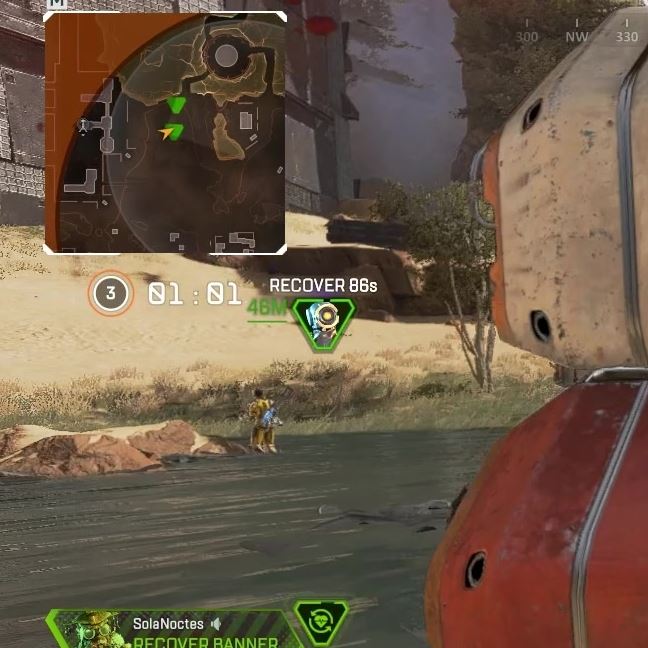 M
300 NW 330
RECOVER 86s
3 01:01 46M
SolaNoctes
RECOVER BANNER